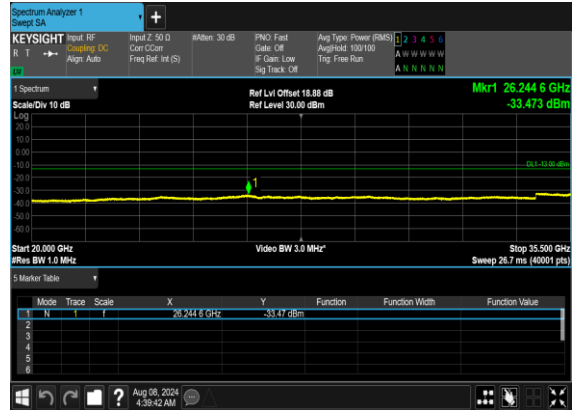 Spectrum Analyzer 1
Swept SA
KEYSIGHT Input: RF Input Z: 50 Ω #Atten: 30 dB PNO: Fast Avg Type: Power (RMS) 1 2 3 4 5 6
R T Coupling: DC Corr CCorr Gate: Off Avg|Hold: 100/100 A W W W W W
Align: Auto Freq Ref: Int (S) IF Gain: Low Trig: Free Run
Sig Track: Off A N N N N N
1 Spectrum Ref Lvl Offset 18.88 dB Mkr1 26.244 6 GHz
Scale/Div 10 dB Ref Level 30.00 dBm -33.473 dBm
Log
20.0
10.0
0.00
-10.0 DL1 -13.00 dBm
-20.0
-30.0 1
-40.0
-50.0
-60.0
Start 20.000 GHz Video BW 3.0 MHz* Stop 35.500 GHz
#Res BW 1.0 MHz Sweep 26.7 ms (40001 pts)
5 Marker Table
Mode Trace Scale X Y Function Function Width Function Value
1 N 1 f 26.244 6 GHz -33.47 dBm
2
3
4
5
6
Aug 08, 2024
4:39:42 AM